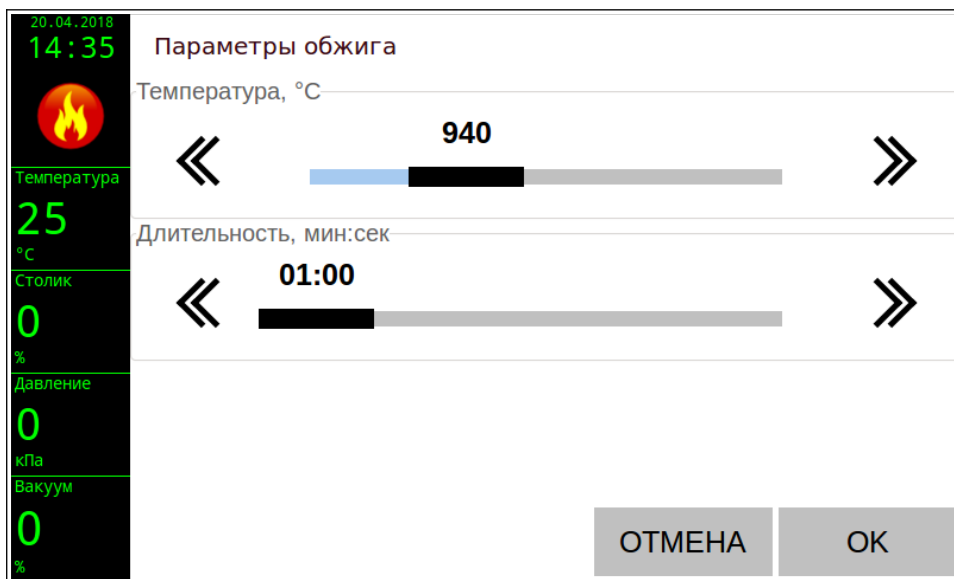 20.04.2018
14:35
Температура
25
°C
Столик
0
%
Давление
0
кПа
Вакуум
0
%
Параметры обжига
Температура, °C
940
Длительность, мин:сек
01:00
ОТМЕНА
OK